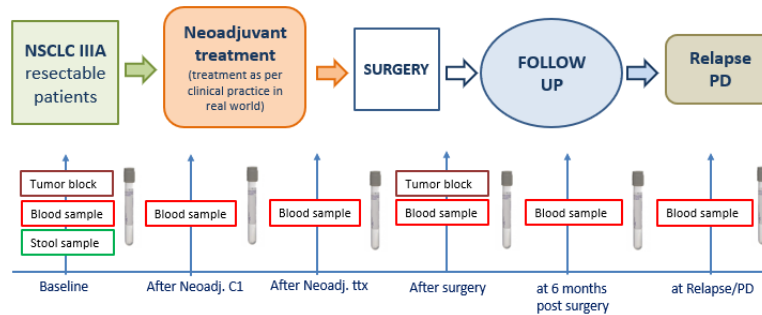 NSCLC IIIA
resectable
patients
Neoadjuvant
treatment
(treatment as per
clinical practice in
real world)
SURGERY
FOLLOW
UP
Relapse
PD
Tumor block
Blood sample
Stool sample
Blood sample
Blood sample
Tumor block
Blood sample
Blood sample
Blood sample
Baseline
After Neoadj. C1
After Neoadj. ttx
After surgery
at 6 months
post surgery
at Relapse/PD